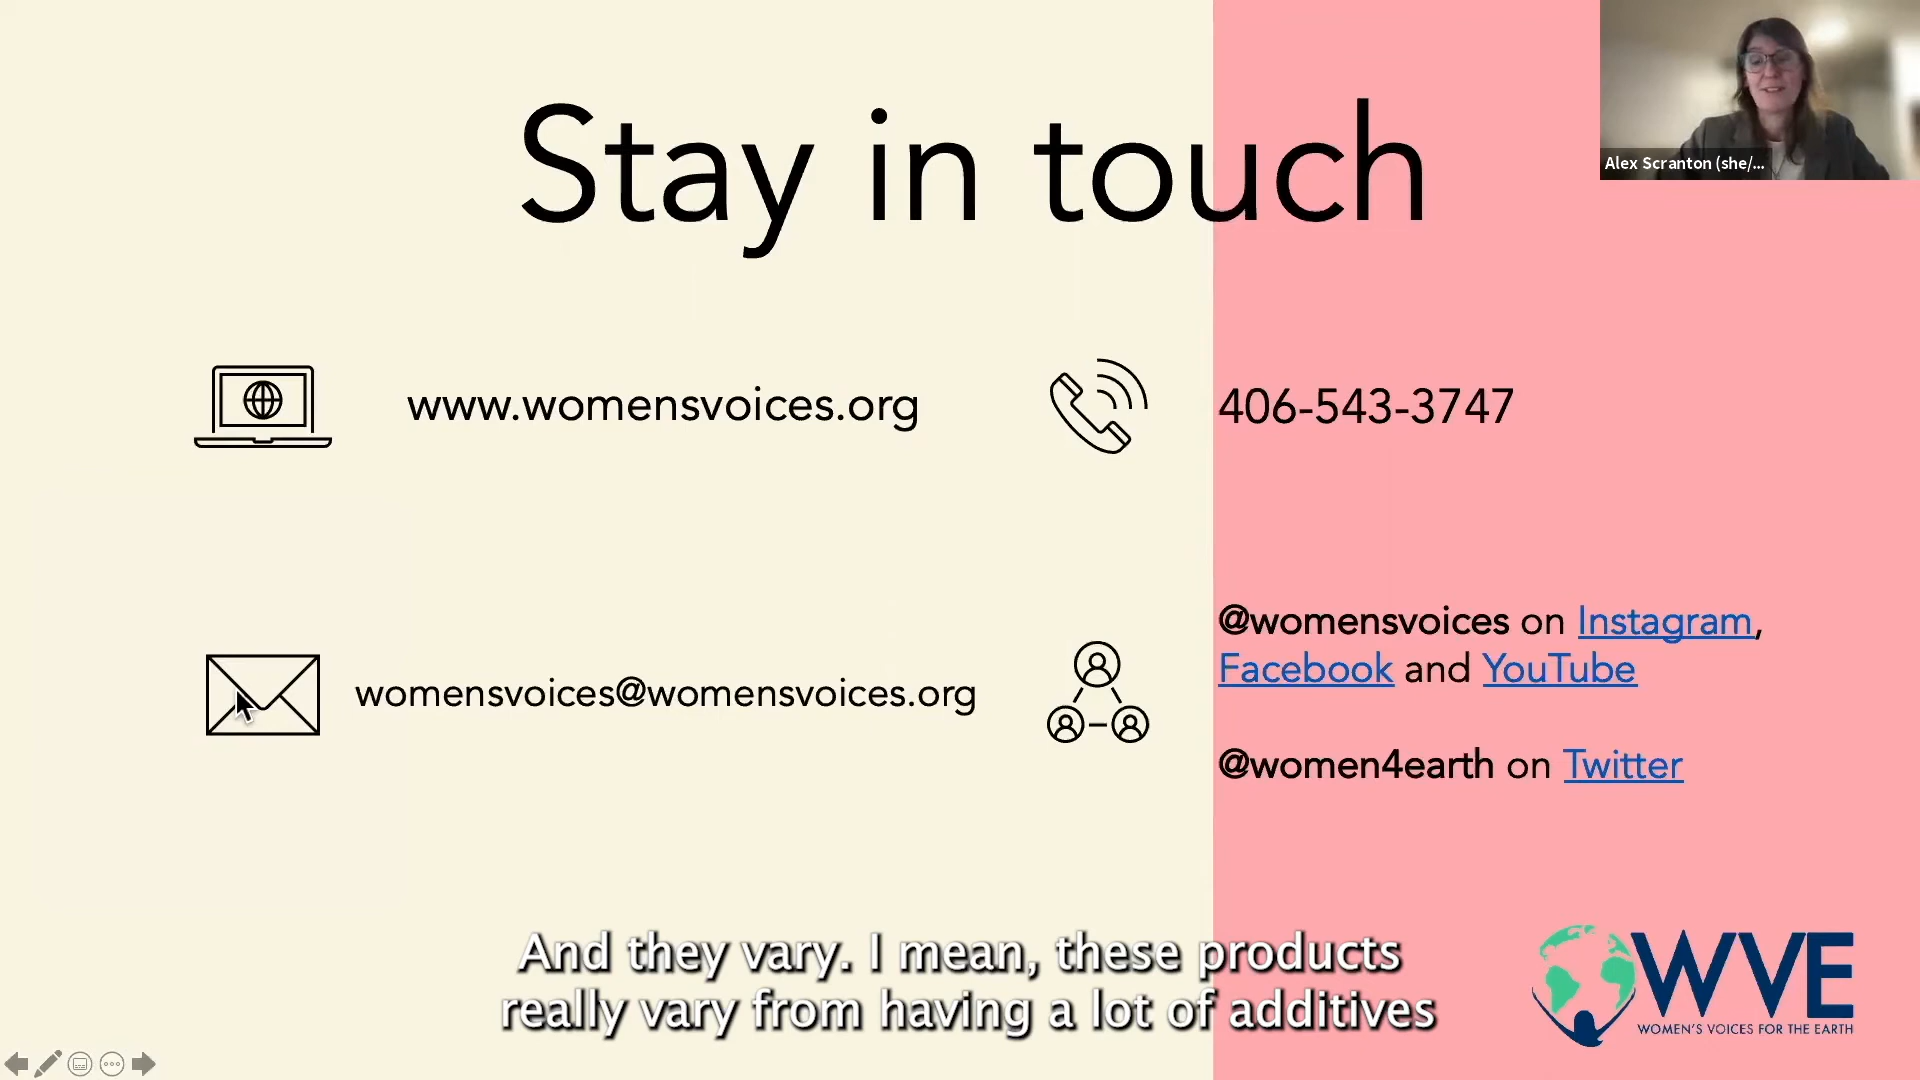 Stay in touch
Alex Scranton (she/...
www.womensvoices.org
406-543-3747
womensvoices@womensvoices.org
@womensvoices on Instagram,
Facebook and YouTube
@women4earth on Twitter
And they vary. I mean, these products
really vary from having a lot of additives
WVE
WOMEN'S VOICES FOR THE EARTH